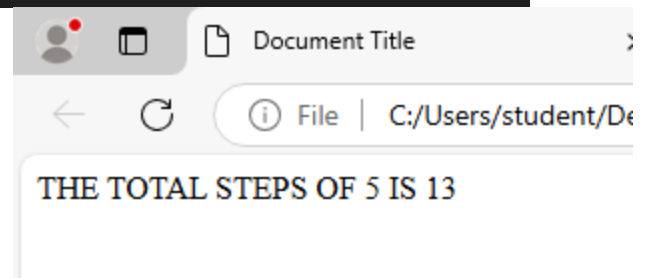 Document Title
File | C:/Users/student/De
THE TOTAL STEPS OF 5 IS 13